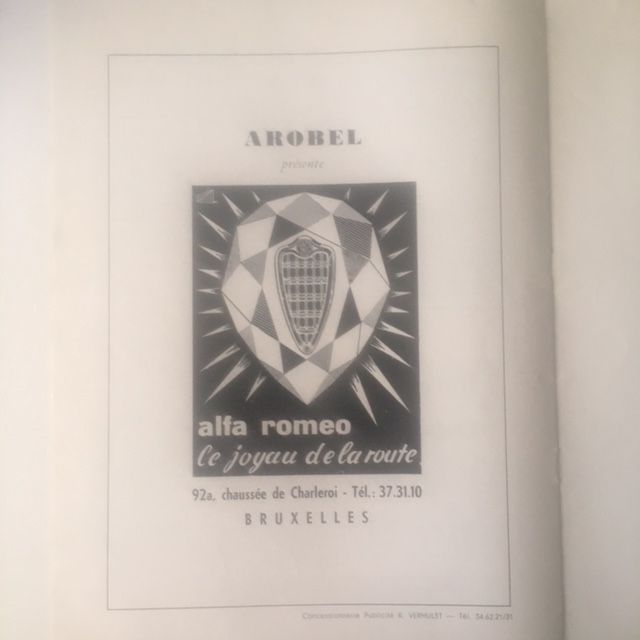 AROBEL
présente
alfa romeo
le joyau de la route
92a, chaussée de Charleroi - Tél.: 37.31.10
BRUXELLES
Concessionnaire Publicité R. VERHULST — Tél. 34.62.21/31